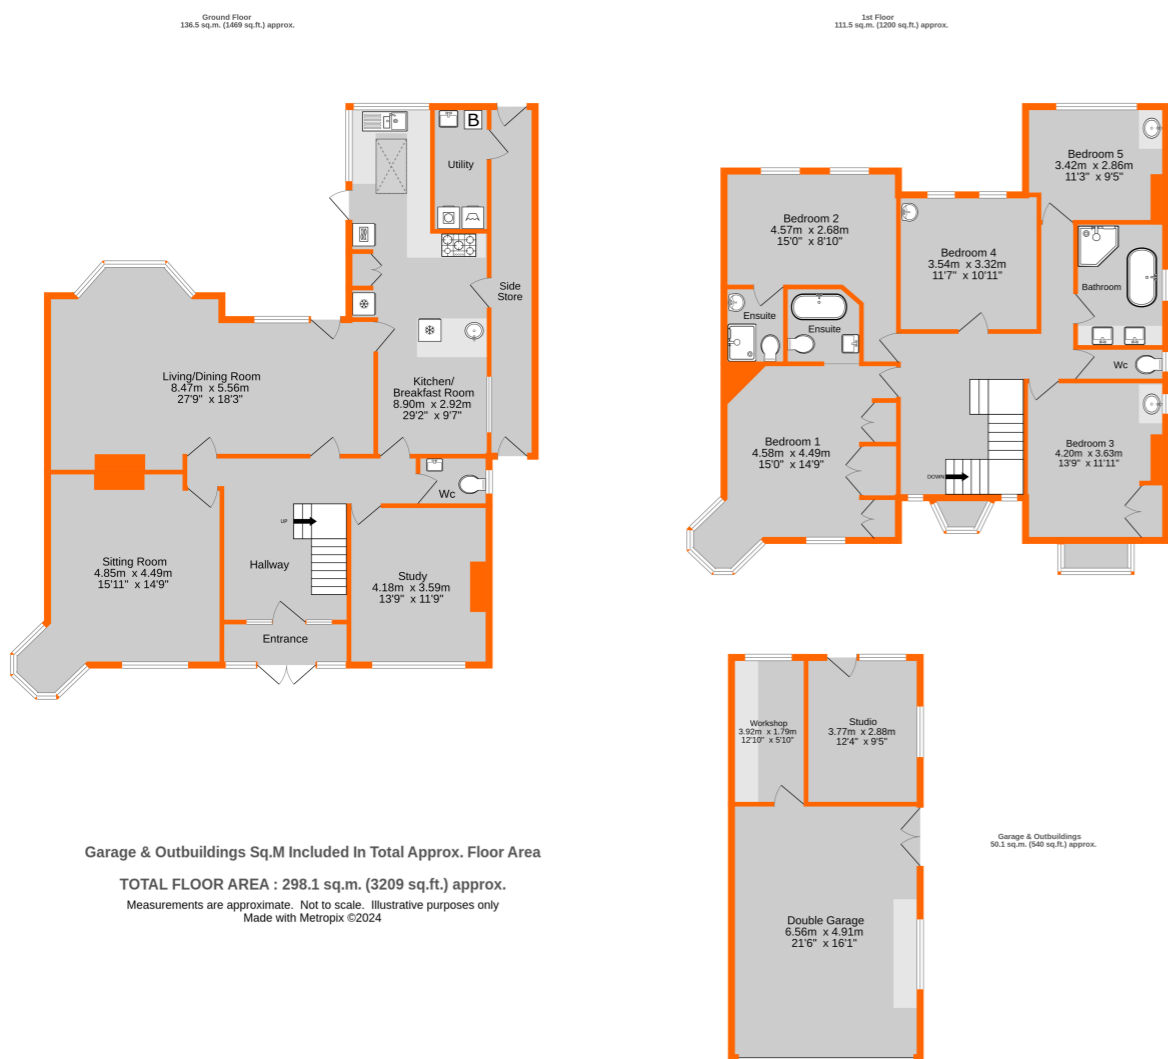 Ground Floor
136.5 sq.m. (1469 sq.ft.) approx.
B
Utility
Side
Store
Living/Dining Room
8.47m x 5.56m
27'9" x 18'3"
Kitchen/
Breakfast Room
8.90m x 2.92m
29'2" x 9'7"
Wc
UP
Hallway
Sitting Room
4.85m x 4.49m
15'11" x 14'9"
Study
4.18m x 3.59m
13'9" x 11'9"
Entrance
1st Floor
111.5 sq.m. (1200 sq.ft.) approx.
Bedroom 5
3.42m x 2.86m
11'3" x 9'5"
Bedroom 2
4.57m x 2.68m
15'0" x 8'10"
Bedroom 4
3.54m x 3.32m
11'7" x 10'11"
Bathroom
Ensuite
Ensuite
Wc
Bedroom 1
4.58m x 4.49m
15'0" x 14'9"
Bedroom 3
4.20m x 3.63m
13'9" x 11'11"
DOWN
Workshop
3.92m x 1.79m
12'10" x 5'10"
Studio
3.77m x 2.88m
12'4" x 9'5"
Garage & Outbuildings
50.1 sq.m. (540 sq.ft.) approx.
Double Garage
6.56m x 4.91m
21'6" x 16'1"
Garage & Outbuildings Sq.M Included In Total Approx. Floor Area
TOTAL FLOOR AREA : 298.1 sq.m. (3209 sq.ft.) approx.
Measurements are approximate. Not to scale. Illustrative purposes only
Made with Metropix ©2024